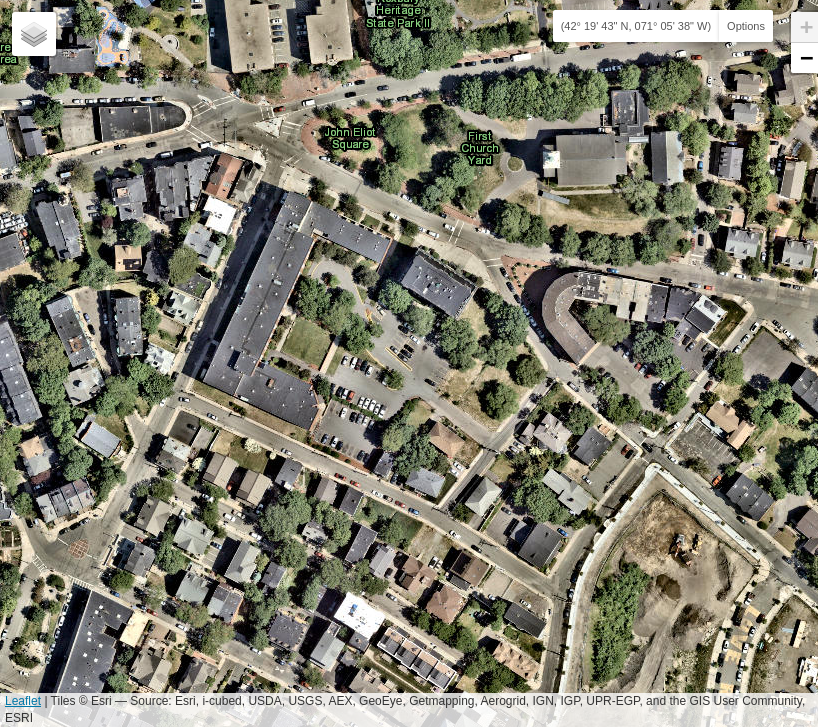 Roxbury
Heritage
State Park II
(42° 19' 43" N, 071° 05' 38" W)
Options
+
−
rea
John Eliot
Square
First
Church
Yard
Leaflet | Tiles © Esri — Source: Esri, i-cubed, USDA, USGS, AEX, GeoEye, Getmapping, Aerogrid, IGN, IGP, UPR-EGP, and the GIS User Community,
ESRI